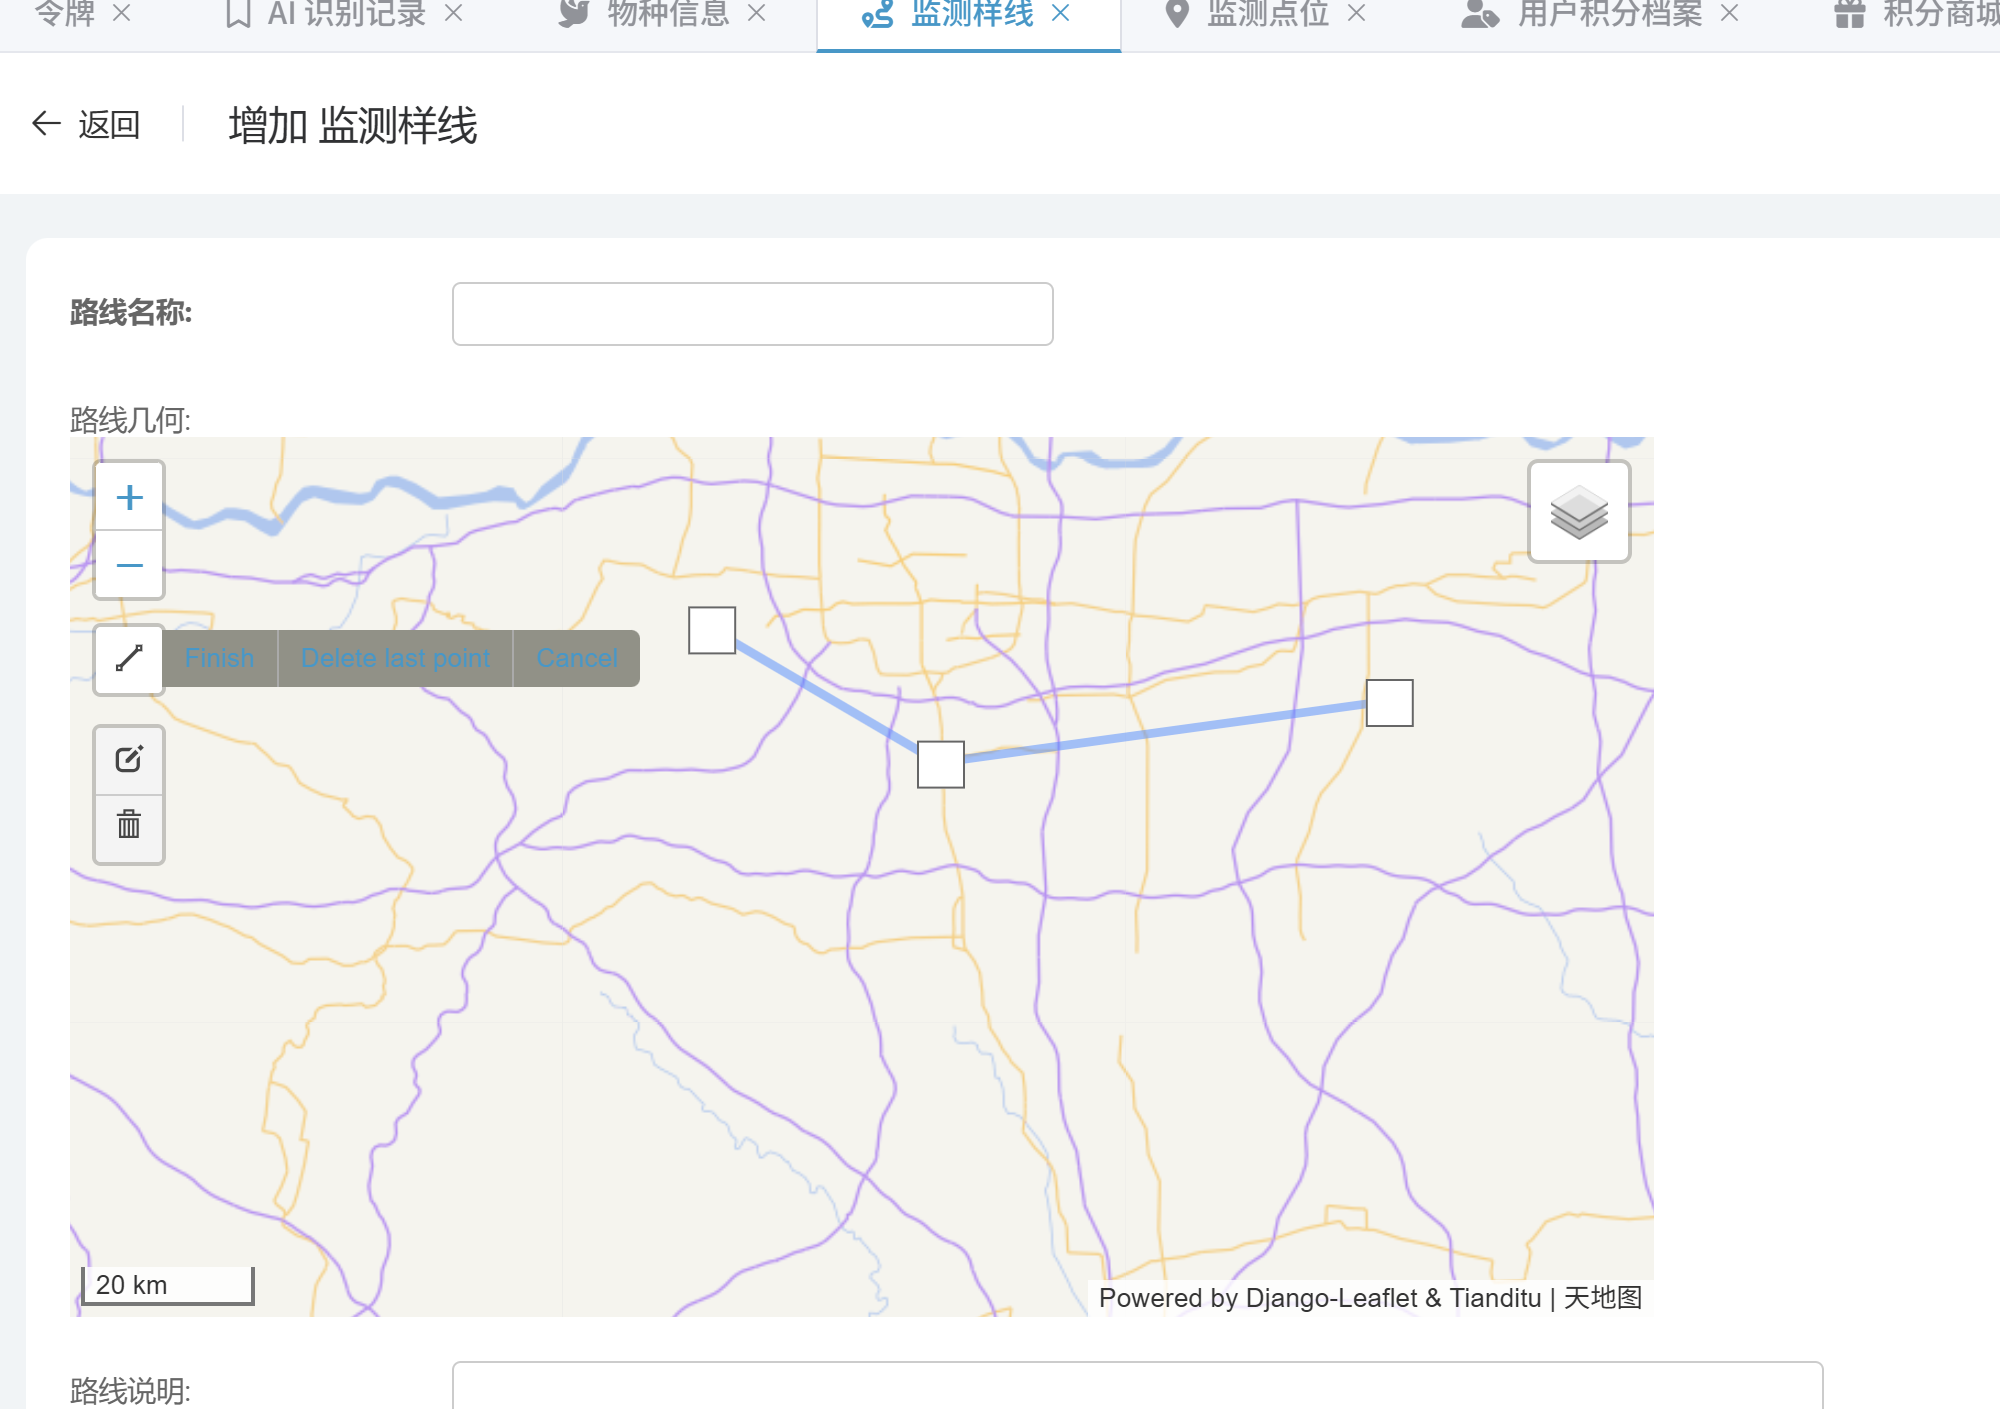 令牌
AI 识别记录
物种信息
监测样线
监测点位
用户积分档案
积分商城
返回
增加 监测样线
路线名称:
路线几何:
+
−
Finish
Delete last point
Cancel
20 km
Powered by Django-Leaflet & Tianditu | 天地图
路线说明: